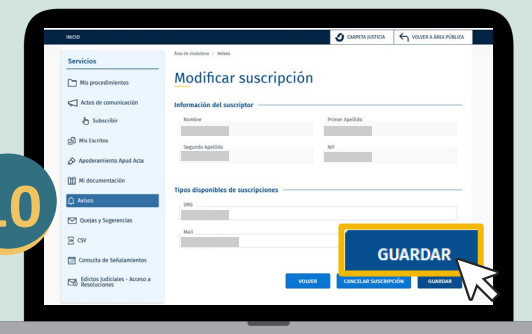 INICIO
CARPETA JUSTICIA
VOLVER A ÁREA PÚBLICA
Servicios
Mis procedimientos
Actos de comunicación
Subscribir
Mis Escritos
Apoderamiento Apud Acta
Mi documentación
Avisos
Quejas y Sugerencias
CSV
Consulta de Señalamientos
Edictos Judiciales - Acceso a
Resoluciones
Área de ciudadano > Avisos
Modificar suscripción
Información del suscriptor
Nombre
Primer Apellido
Segundo Apellido
NIF
Tipos disponibles de suscripciones
SMS
Mail
GUARDAR
VOLVER
CANCELAR SUSCRIPCIÓN
GUARDAR
10